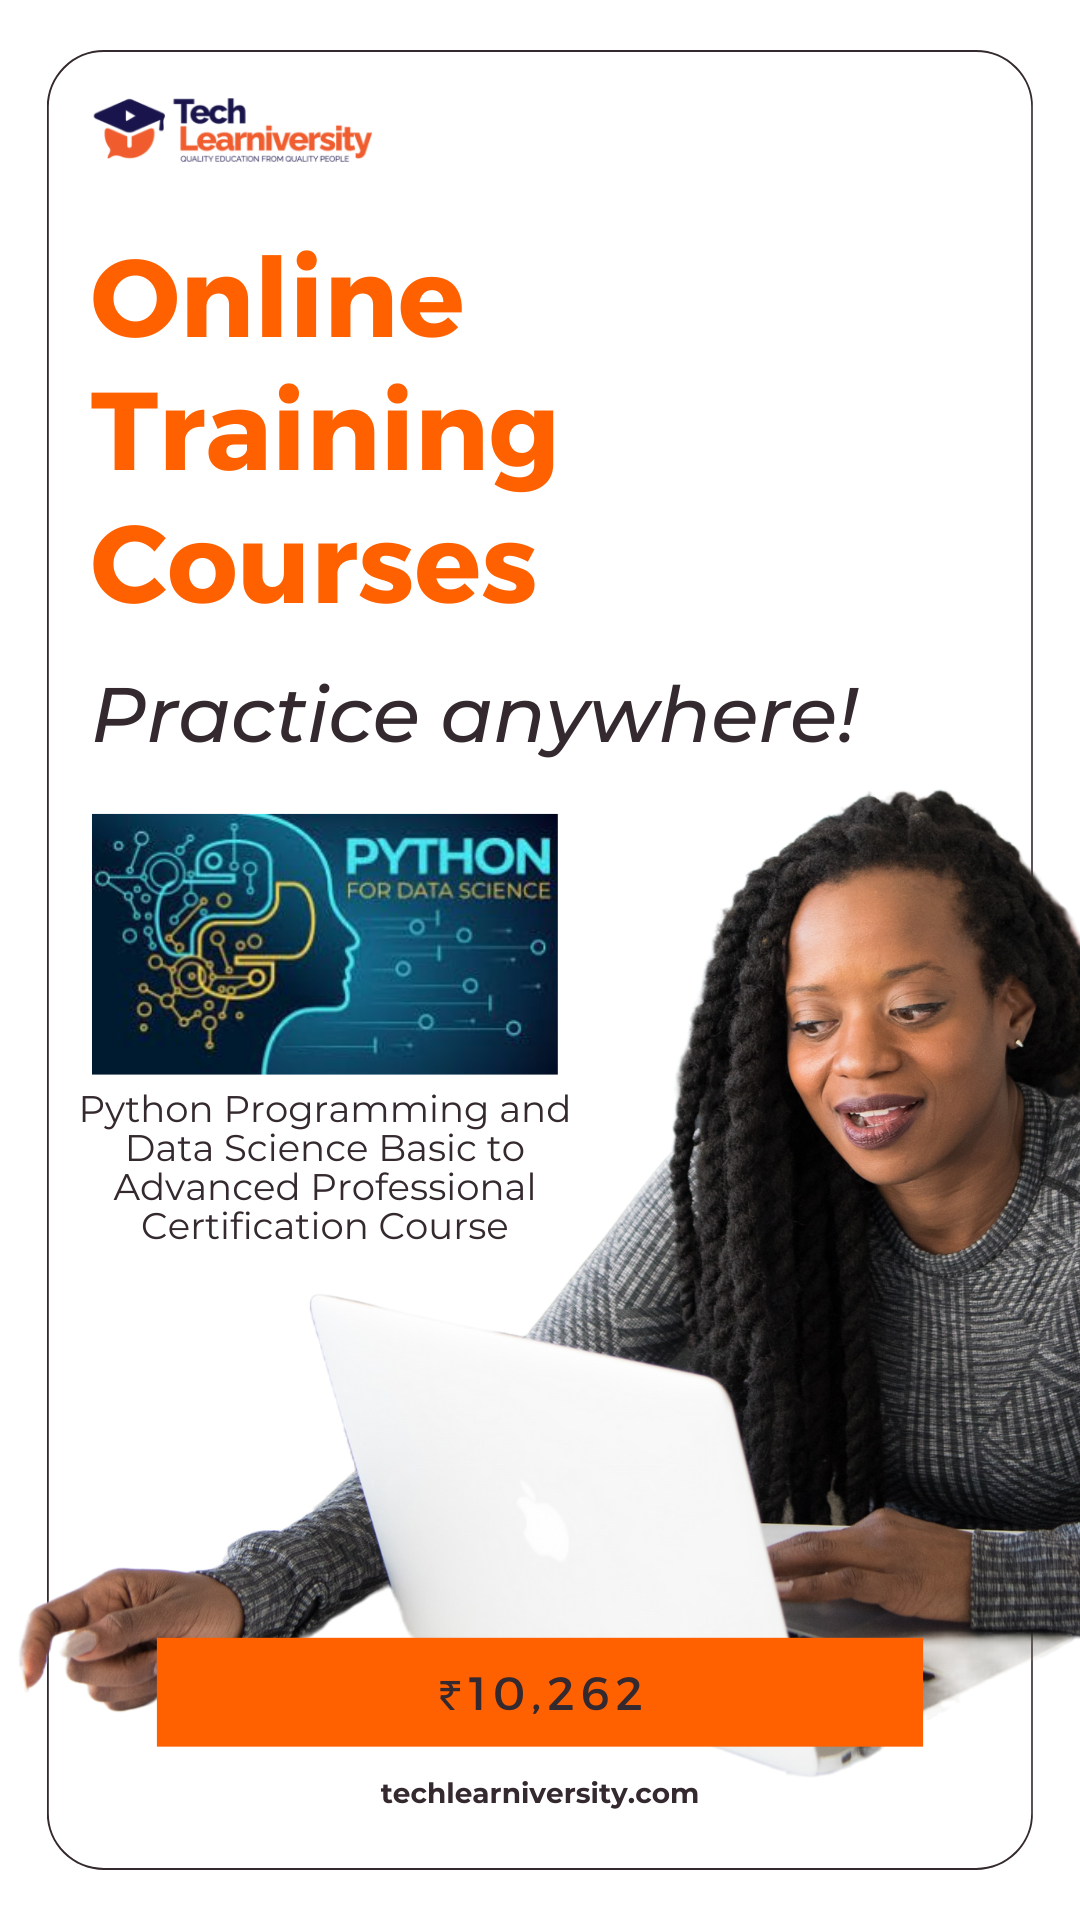 Tech
Learniversity
QUALITY EDUCATION FROM QUALITY PEOPLE
Online
Training
Courses
Practice anywhere!
PYTHON
FOR DATA SCIENCE
Python Programming and
Data Science Basic to
Advanced Professional
Certification Course
₹10,262
techlearniversity.com